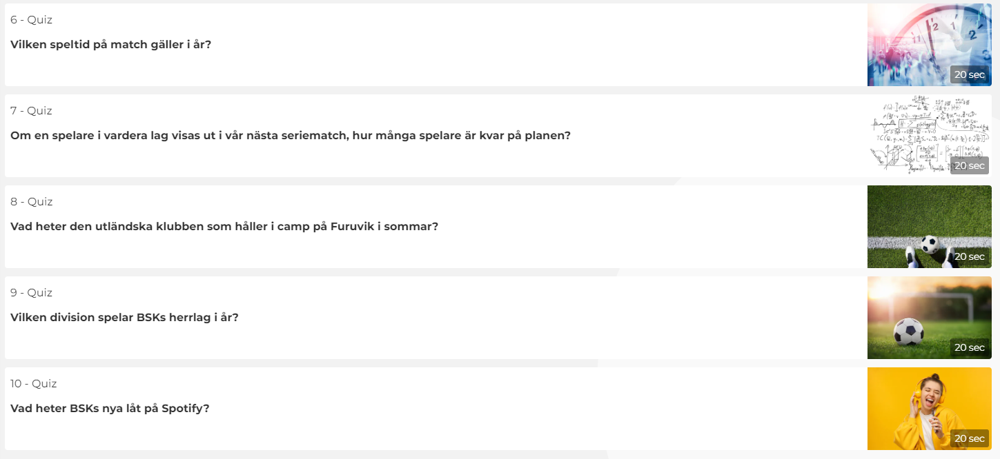 6 - Quiz
Vilken speltid på match gäller i år?
20 sec
7 - Quiz
Om en spelare i vardera lag visas ut i vår nästa seriematch, hur många spelare är kvar på planen?
20 sec
8 - Quiz
Vad heter den utländska klubben som håller i camp på Furuvik i sommar?
20 sec
9 - Quiz
Vilken division spelar BSKs herrlag i år?
20 sec
10 - Quiz
Vad heter BSKs nya låt på Spotify?
20 sec